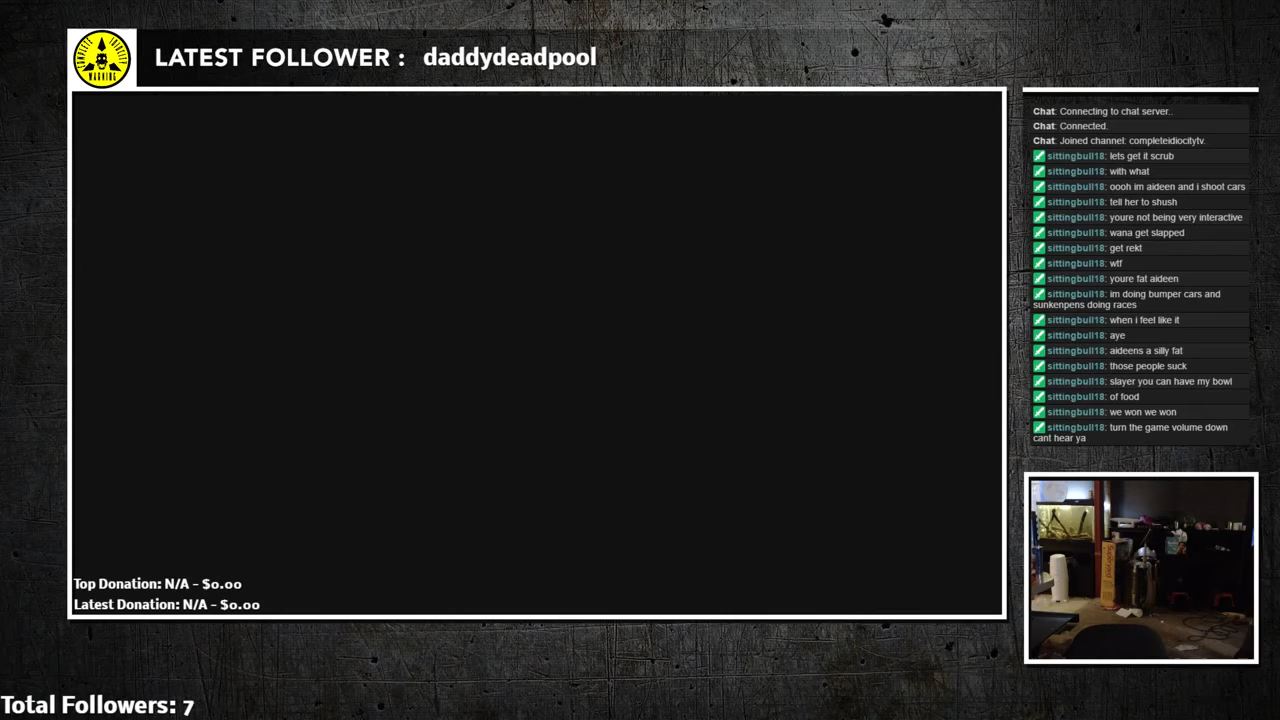 LATEST FOLLOWER : daddydeadpool
COMPLETE IDIOCITY
WARNING
Chat: Connecting to chat server..
Chat: Connected.
Chat: Joined channel: completeidiocitytv.
sittingbull18: lets get it scrub
sittingbull18: with what
sittingbull18: oooh im aideen and i shoot cars
sittingbull18: tell her to shush
sittingbull18: youre not being very interactive
sittingbull18: wana get slapped
sittingbull18: get rekt
sittingbull18: wtf
sittingbull18: youre fat aideen
sittingbull18: im doing bumper cars and
sunkenpens doing races
sittingbull18: when i feel like it
sittingbull18: aye
sittingbull18: aideens a silly fat
sittingbull18: those people suck
sittingbull18: slayer you can have my bowl
sittingbull18: of food
sittingbull18: we won we won
sittingbull18: turn the game volume down
cant hear ya
Top Donation: N/A - $0.00
Latest Donation: N/A - $0.00
Total Followers: 7